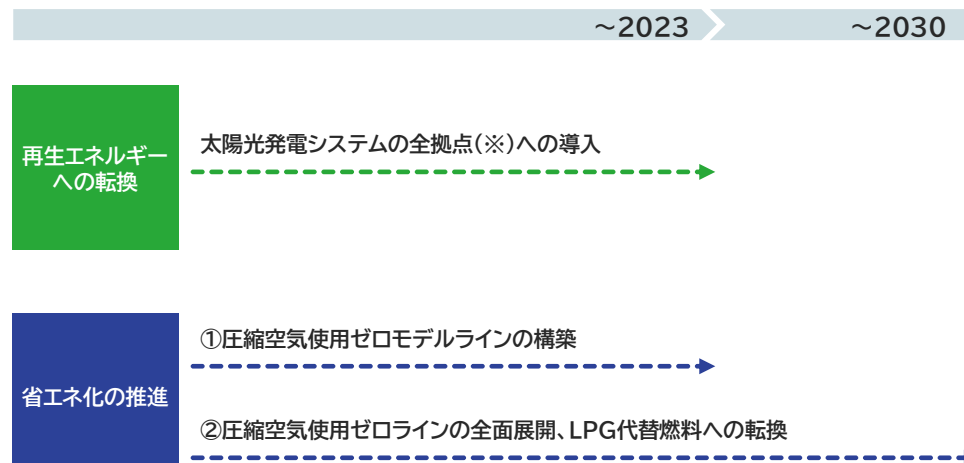 ~2023
~2030
再生エネルギー
への転換
太陽光発電システムの全拠点(※)への導入
省エネ化の推進
①圧縮空気使用ゼロモデルラインの構築
②圧縮空気使用ゼロラインの全面展開、LPG代替燃料への転換